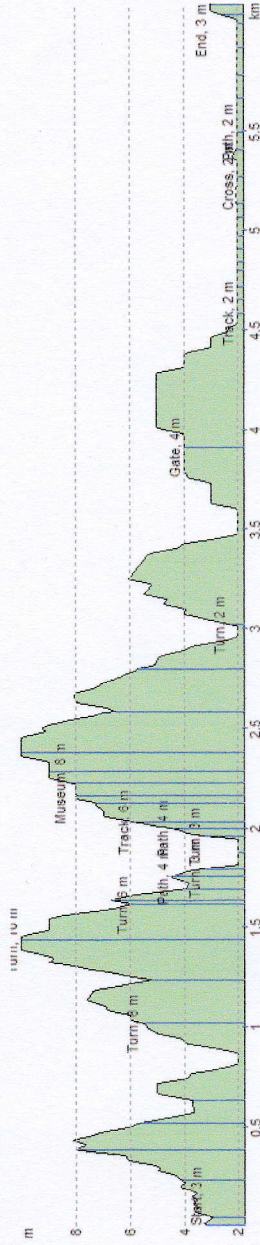 m
8
6
4
2
Start, 3 m
Turn, 8 m
Turn, 10 m
Turn, 6 m
Path, 4 m
Turn, 3 m
Track, 6 m
Path, 4 m
Museum, 8 m
Turn, 2 m
Gate, 4 m
Track, 2 m
Cross, 2 m
Path, 2 m
End, 3 m
0.5
1
1.5
2
2.5
3
3.5
4
4.5
5
5.5
km